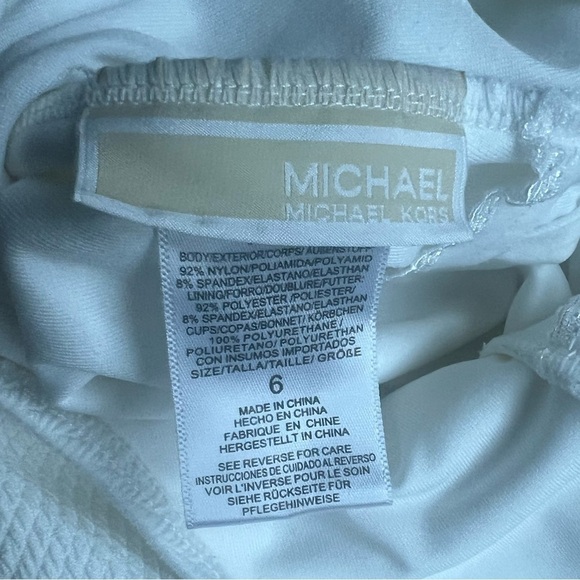 MICHAEL
MICHAEL KORS
BODY/EXTERIOR/CORPS/AUSSENSTOFF
92% NYLON/POLIAMIDA/POLYAMID
8% SPANDEX/ELASTANO/ELASTHAN
LINING/FORRO/DOUBLURE/FUTTER:
92% POLYESTER /POLIESTER/
8% SPANDEX/ELASTANO/ELASTHAN
CUPS/COPAS/BONNET/ KÖRBCHEN
100% POLYURETHANE/
POLIURETANO/ POLYURETHAN
CON INSUMOS IMPORTADOS
SIZE/TALLA/TAILLE/ GRÖßE
6
MADE IN CHINA
HECHO EN CHINA
FABRIQUE EN CHINE
HERGESTELLT IN CHINA
SEE REVERSE FOR CARE
INSTRUCCIONES DE CUIDADO AL REVERSO
VOIR L'INVERSE POUR LE SOIN
SIEHE RÜCKSEITE FÜR
PFLEGEHINWEISE